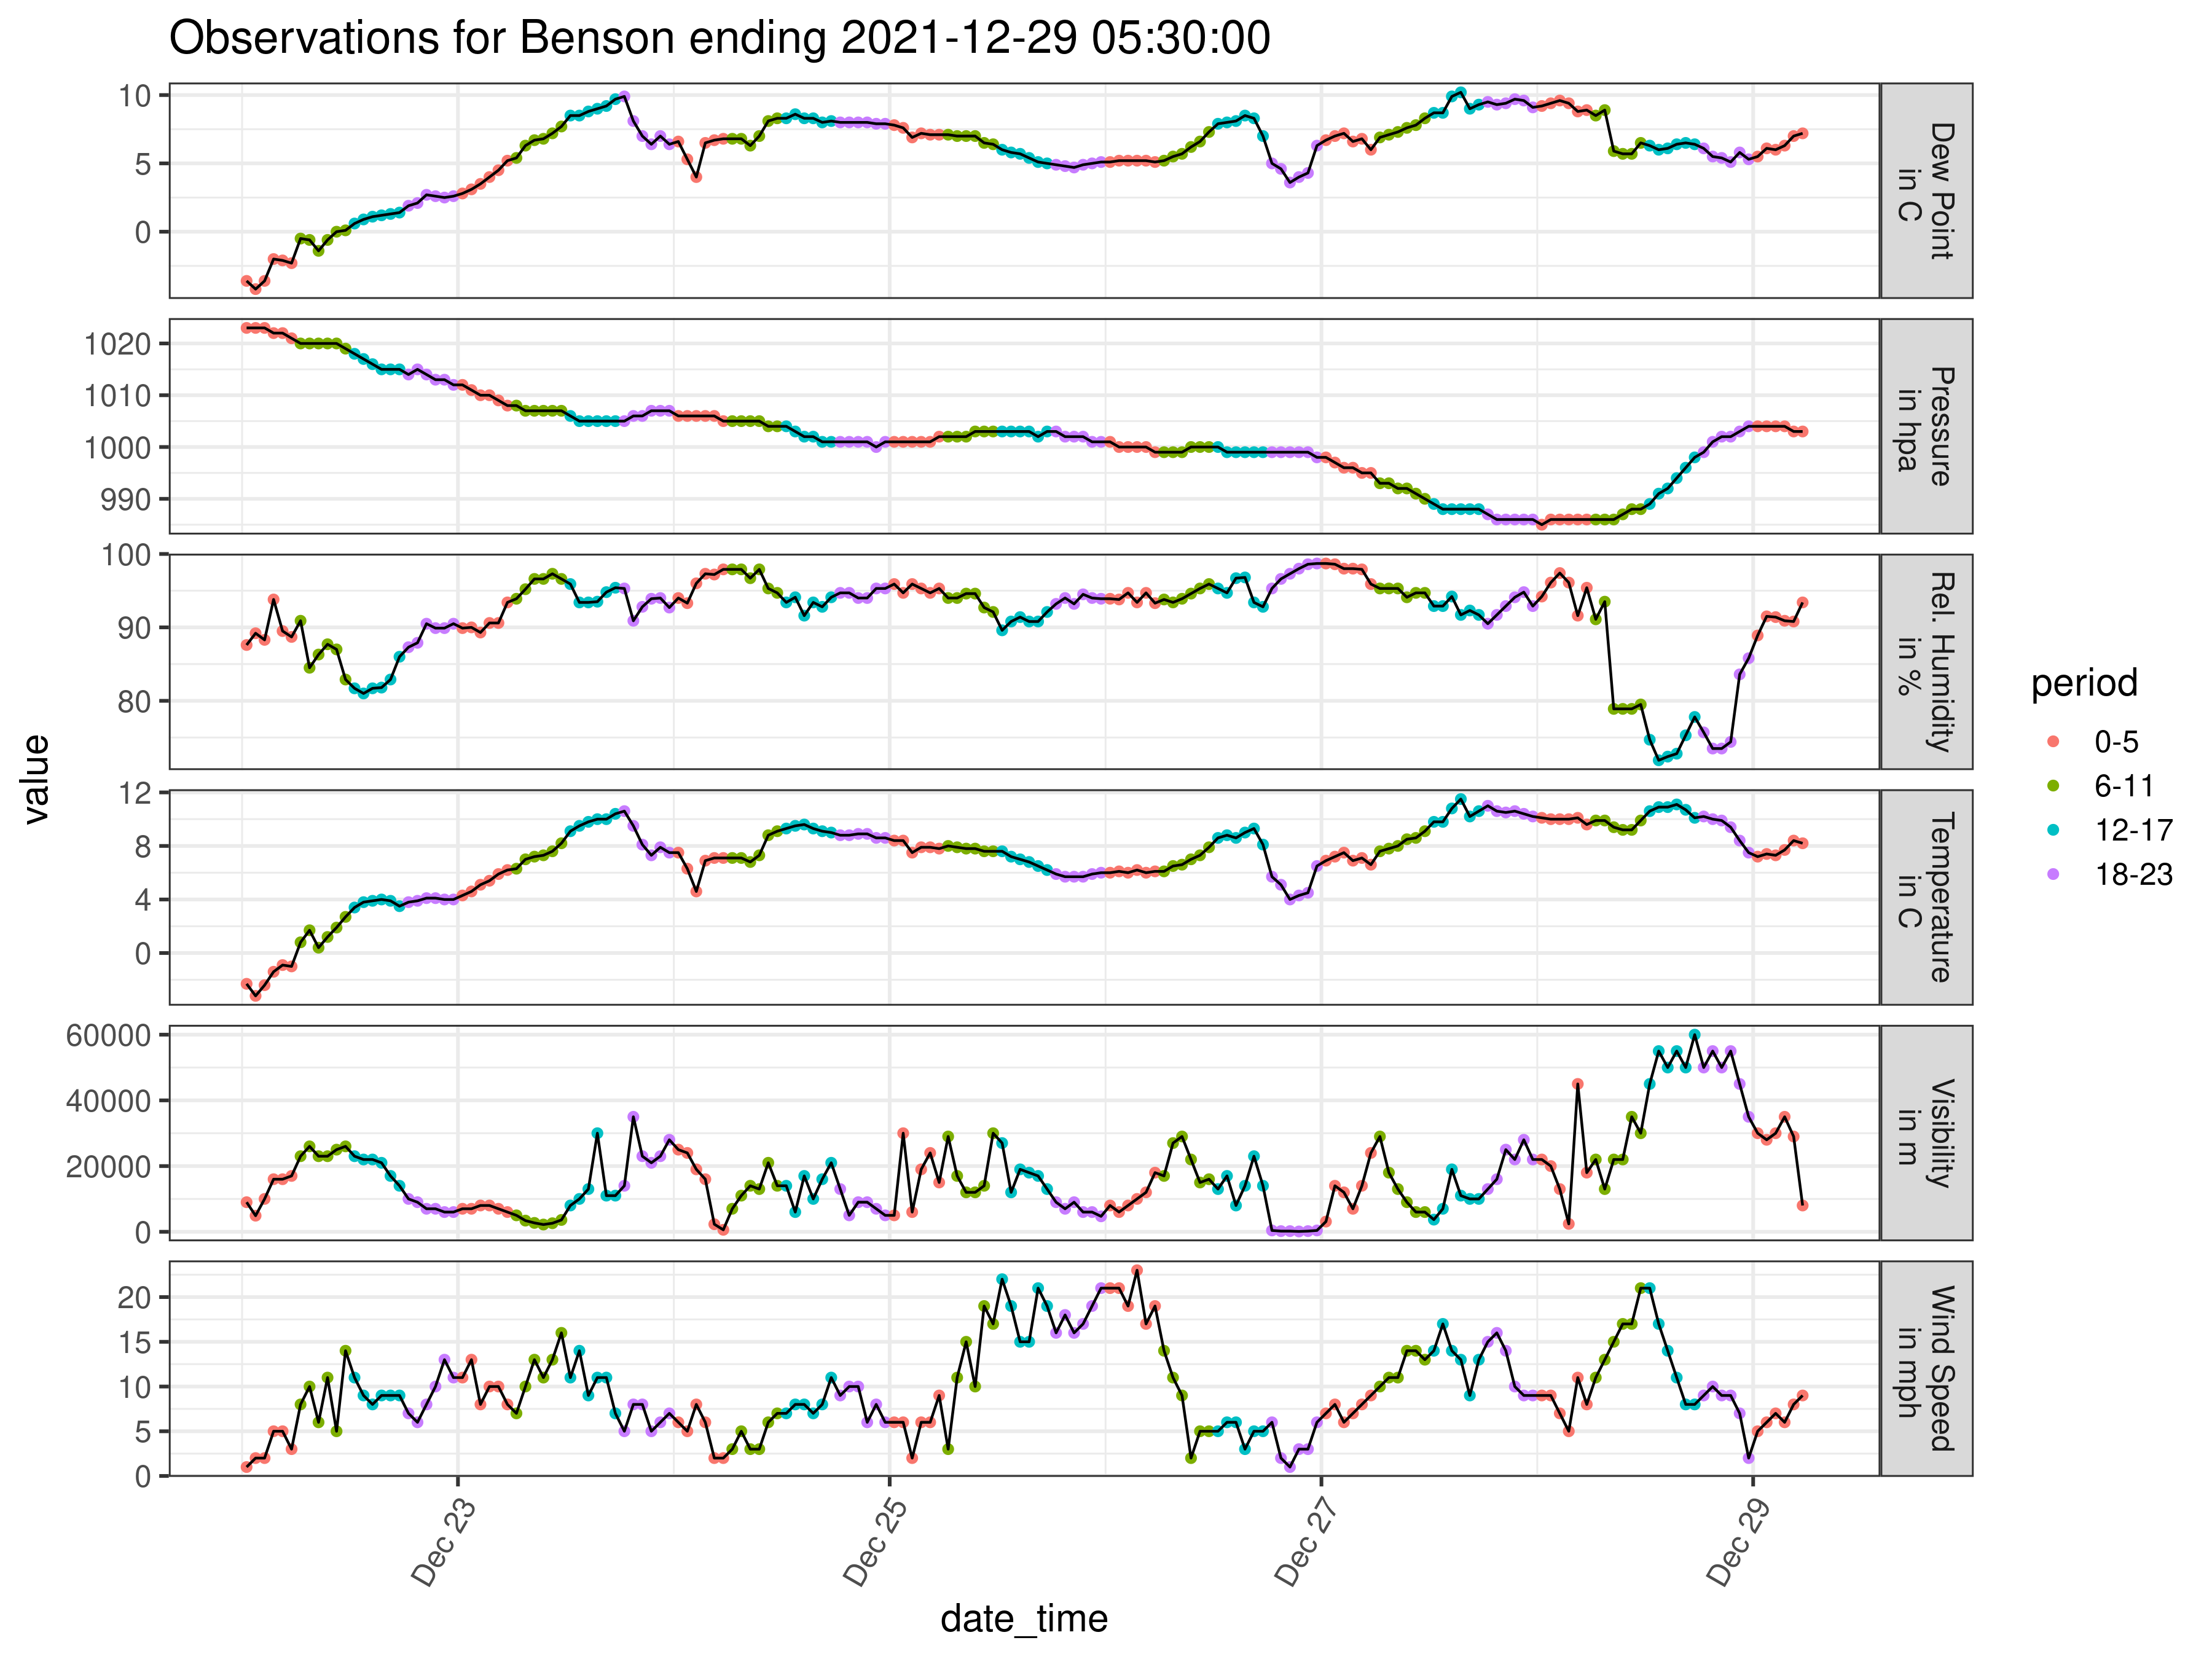 Observations for Benson ending 2021-12-29 05:30:00
10
5
0
Dew Point
in C
1020
1010
1000
990
Pressure
in hpa
100
90
80
Rel. Humidity
in %
12
8
4
0
Temperature
in C
60000
40000
20000
0
Visibility
in m
20
15
10
5
0
Wind Speed
in mph
Dec 23
Dec 25
Dec 27
Dec 29
date_time
value
period
0-5
6-11
12-17
18-23